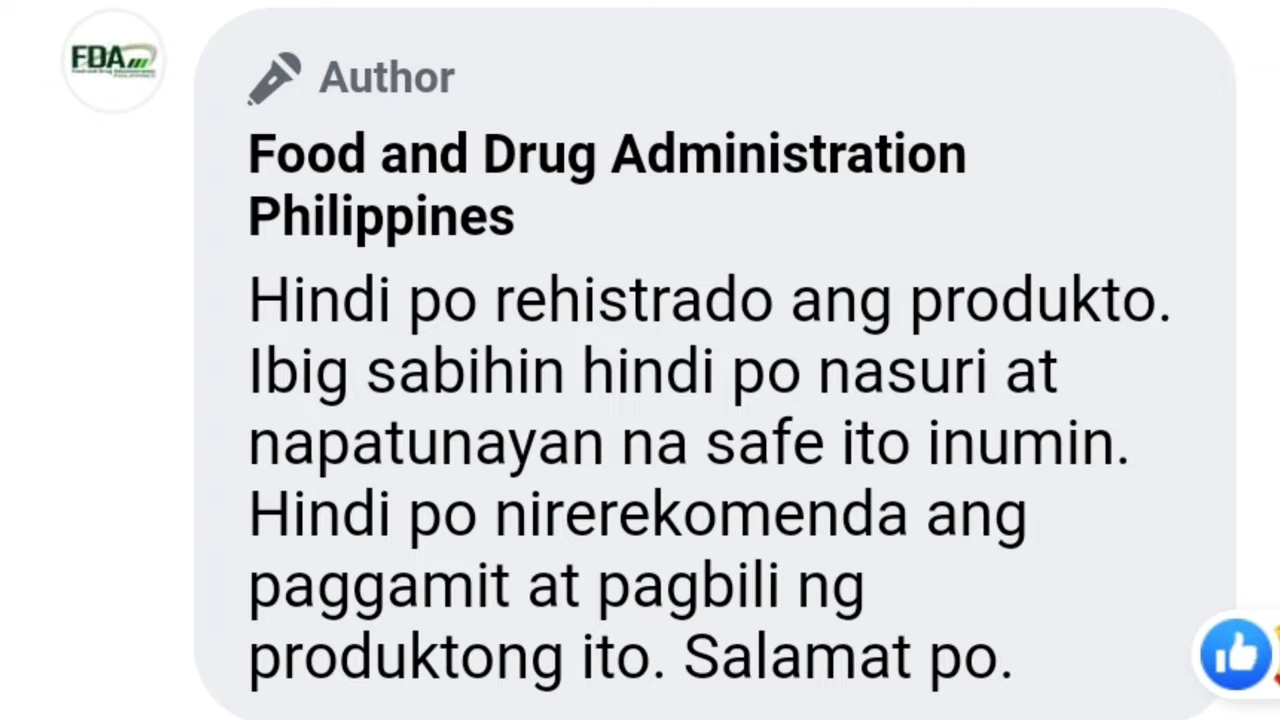 FDA
Author
Food and Drug Administration
Philippines
Hindi po rehistrado ang produkto.
Ibig sabihin hindi po nasuri at
napatunayan na safe ito inumin.
Hindi po nirerekomenda ang
paggamit at pagbili ng
produktong ito. Salamat po.